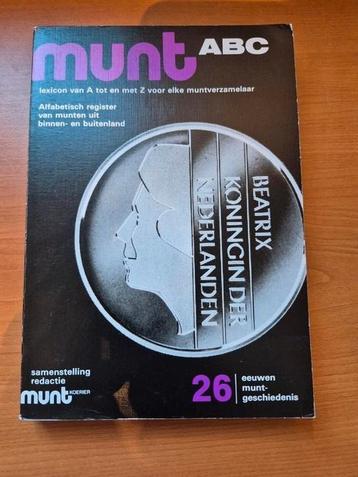 munt ABC
lexicon van A tot en met Z voor elke muntverzamelaar
Alfabetisch register
van munten uit
binnen- en buitenland
BEATRIX
KONINGIN DER
NEDERLANDEN
samenstelling
redactie
munt KOERIER
26 eeuwen
munt-
geschiedenis